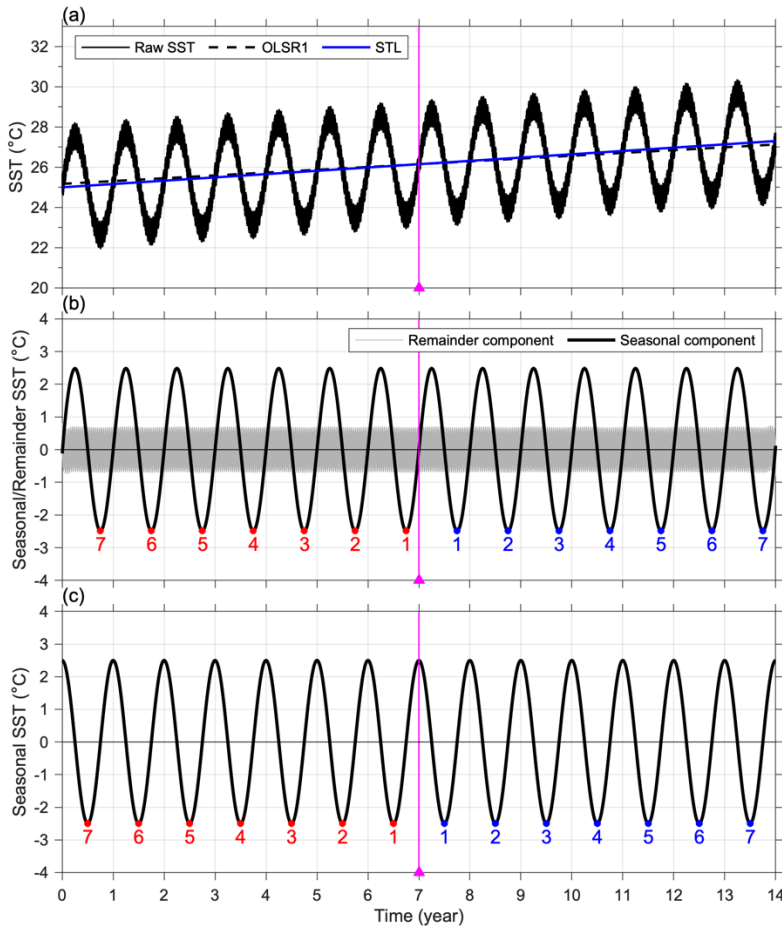 (a)
Raw SST OLSR1 STL
SST (°C)
32
30
28
26
24
22
20
(b)
Remainder component Seasonal component
Seasonal/Remainder SST (°C)
4
3
2
1
0
-1
-2
-3
-4
7 6 5 4 3 2 1 1 2 3 4 5 6 7
(c)
Seasonal SST (°C)
4
3
2
1
0
-1
-2
-3
-4
7 6 5 4 3 2 1 1 2 3 4 5 6 7
0 1 2 3 4 5 6 7 8 9 10 11 12 13 14
Time (year)